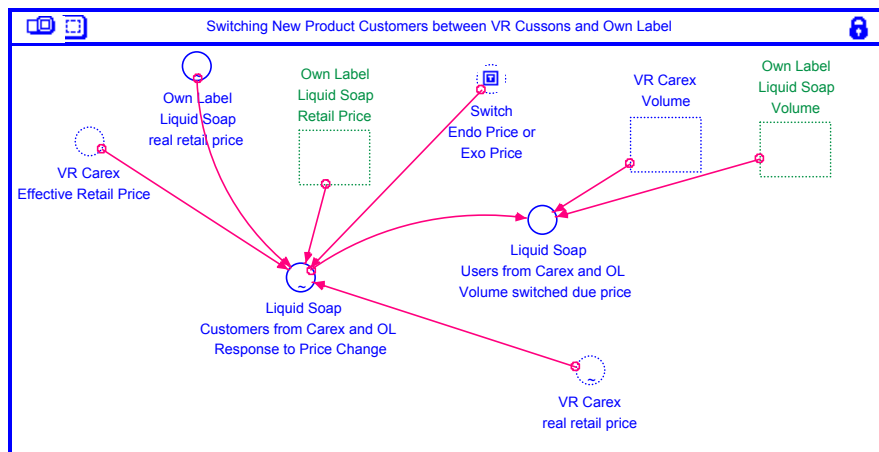 Switching New Product Customers between VR Cussons and Own Label
Own Label
Liquid Soap
real retail price
Own Label
Liquid Soap
Retail Price
T
Switch
Endo Price or
Exo Price
VR Carex
Volume
Own Label
Liquid Soap
Volume
VR Carex
Effective Retail Price
Liquid Soap
Users from Carex and OL
Volume switched due price
~
Liquid Soap
Customers from Carex and OL
Response to Price Change
~
VR Carex
real retail price